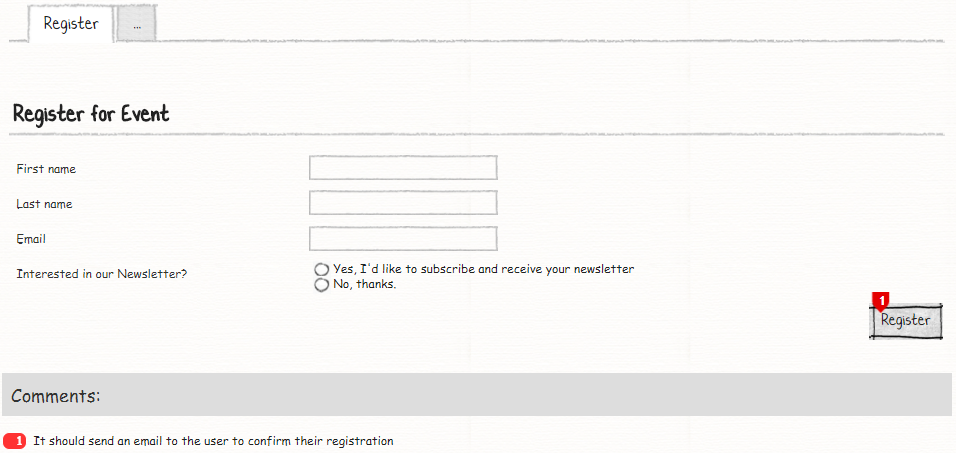 Register ...
Register for Event
First name
Last name
Email
Interested in our Newsletter?
Yes, I'd like to subscribe and receive your newsletter
No, thanks.
1
Register
Comments:
1 It should send an email to the user to confirm their registration